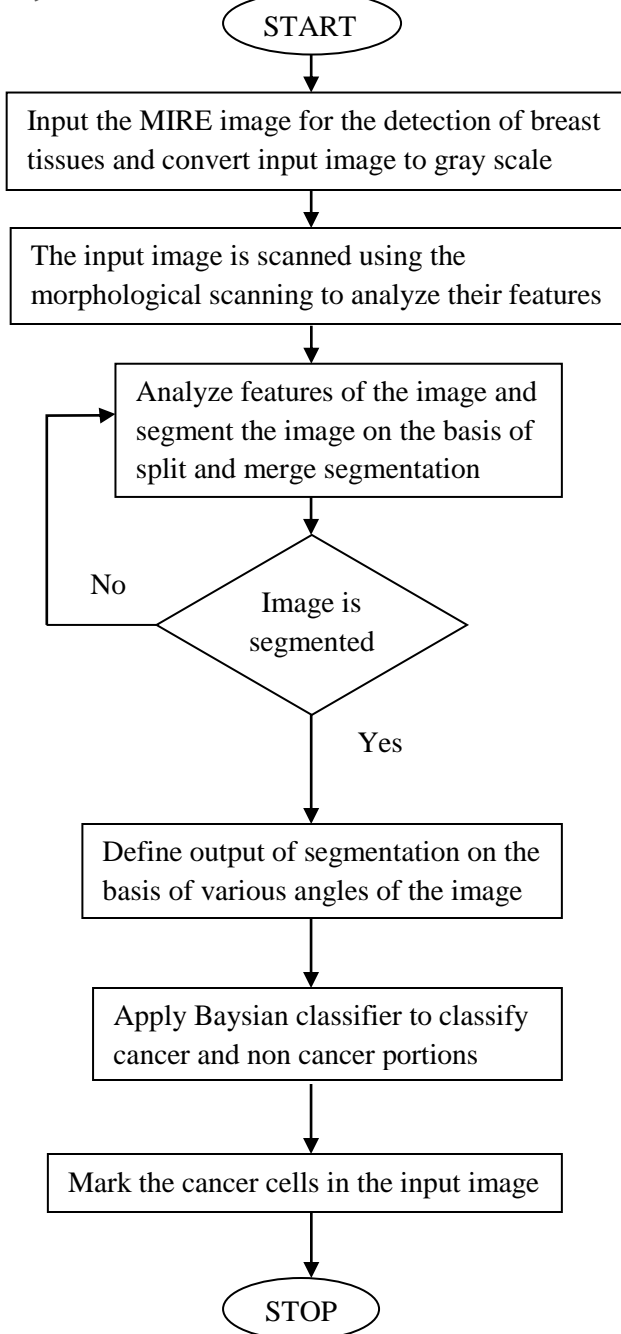 START
Input the MIRE image for the detection of breast
tissues and convert input image to gray scale
The input image is scanned using the
morphological scanning to analyze their features
Analyze features of the image and
segment the image on the basis of
split and merge segmentation
No
Image is
segmented
Yes
Define output of segmentation on the
basis of various angles of the image
Apply Baysian classifier to classify
cancer and non cancer portions
Mark the cancer cells in the input image
STOP